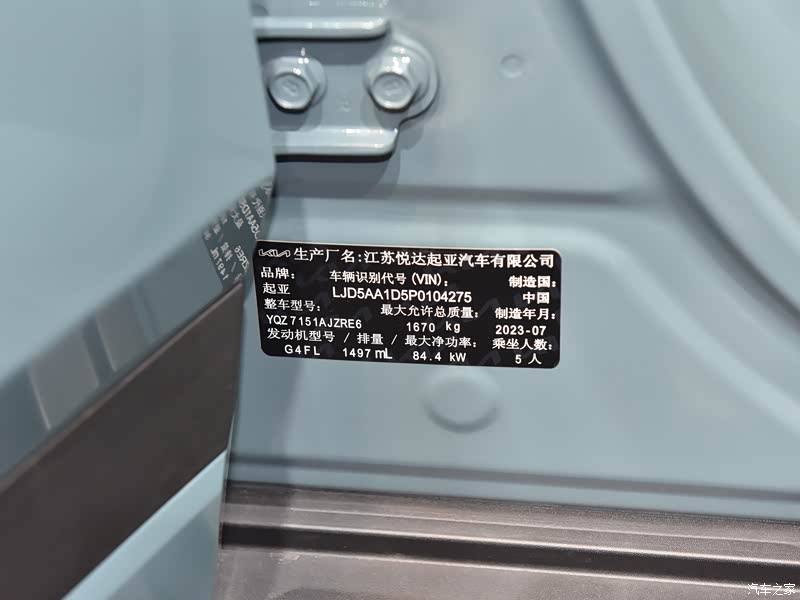 KIA 生产厂名:江苏悦达起亚汽车有限公司
品牌: 车辆识别代号(VIN): 制造国:
起亚 LJD5AA1D5P0104275 中国
整车型号: 最大允许总质量: 制造年月:
YQZ7151AJZRE6 1670 kg 2023-07
发动机型号 / 排量 / 最大净功率: 乘坐人数:
G4FL 1497 mL 84.4 kW 5 人
汽车之家